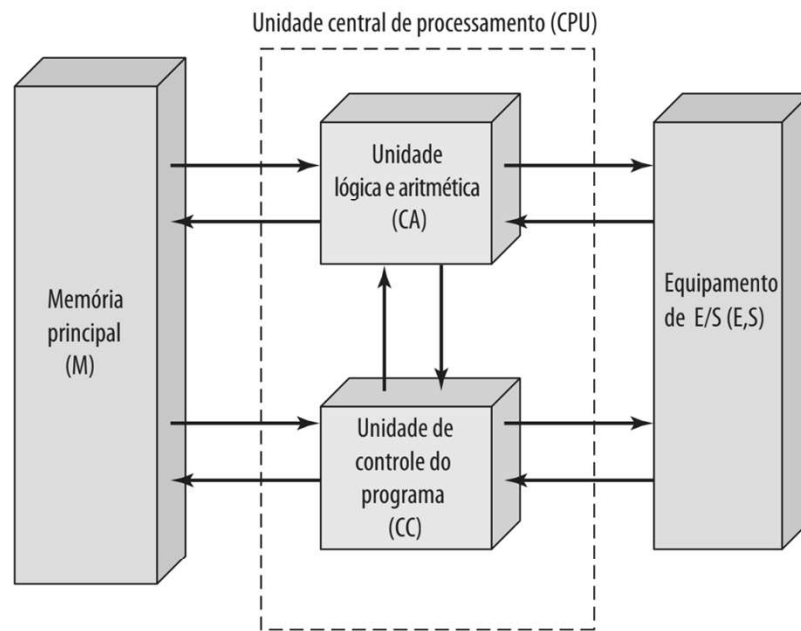 Unidade central de processamento (CPU)
Unidade
lógica e aritmética
(CA)
Memória
principal
(M)
Equipamento
de E/S (E,S)
Unidade de
controle do
programa
(CC)